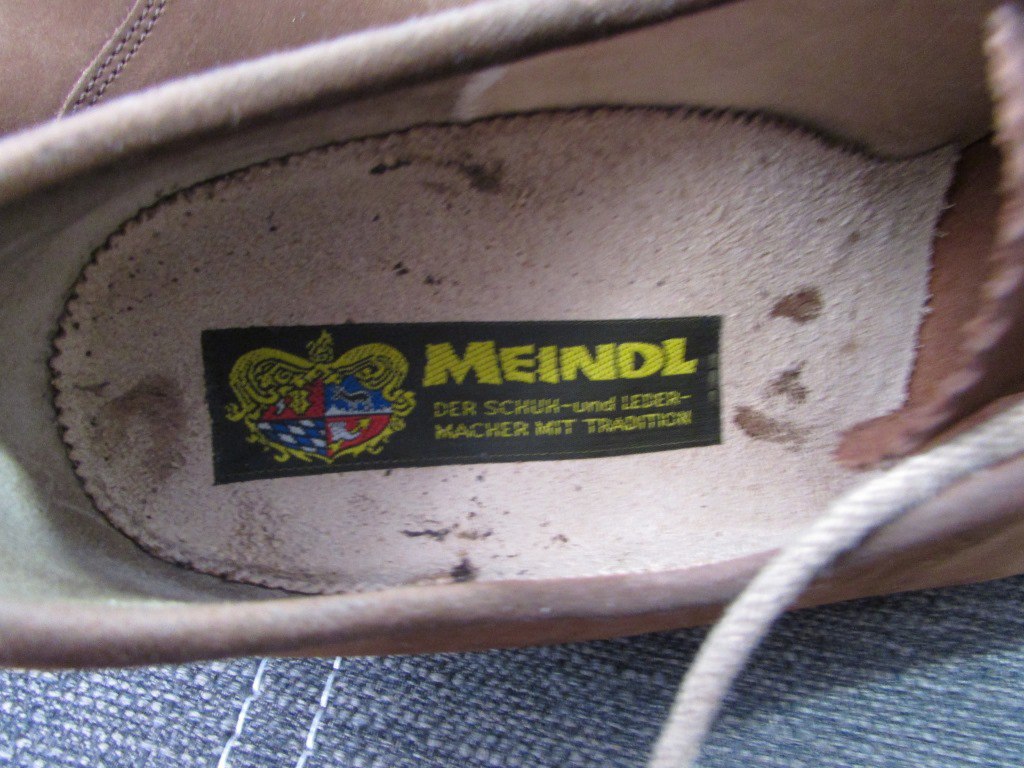 MEINDL
DER SCHUH-und LEDER-
MACHER MIT TRADITION